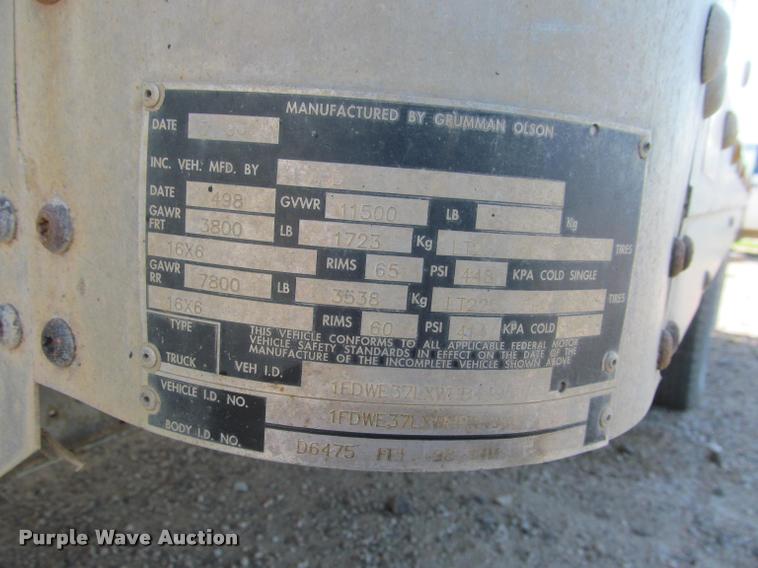 MANUFACTURED BY GRUMMAN OLSON
DATE
INC. VEH. MFD. BY
DATE 498 GVWR 11500 LB Kg
GAWR FRT 3800 LB 1723 Kg LT TIRES
16X6 RIMS 65 PSI 448 KPA COLD SINGLE
GAWR RR 7800 LB 3538 Kg LT225 TIRES
16X6 RIMS 60 PSI KPA COLD
THIS VEHICLE CONFORMS TO ALL APPLICABLE FEDERAL MOTOR
VEHICLE SAFETY STANDARDS IN EFFECT ON THE DATE OF THE
MANUFACTURE OF THE INCOMPLETE VEHICLE SHOWN ABOVE
TYPE
TRUCK VEH I.D.
VEHICLE I.D. NO.
BODY I.D. NO. D6475
Purple Wave Auction